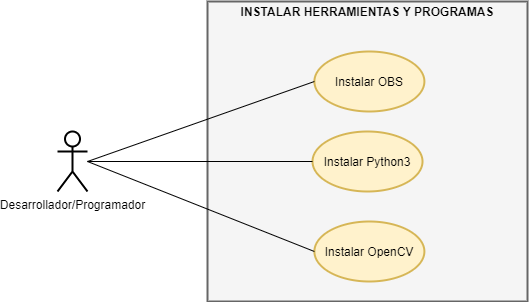 INSTALAR HERRAMIENTAS Y PROGRAMAS
Instalar OBS
Instalar Python3
Desarrollador/Programador
Instalar OpenCV